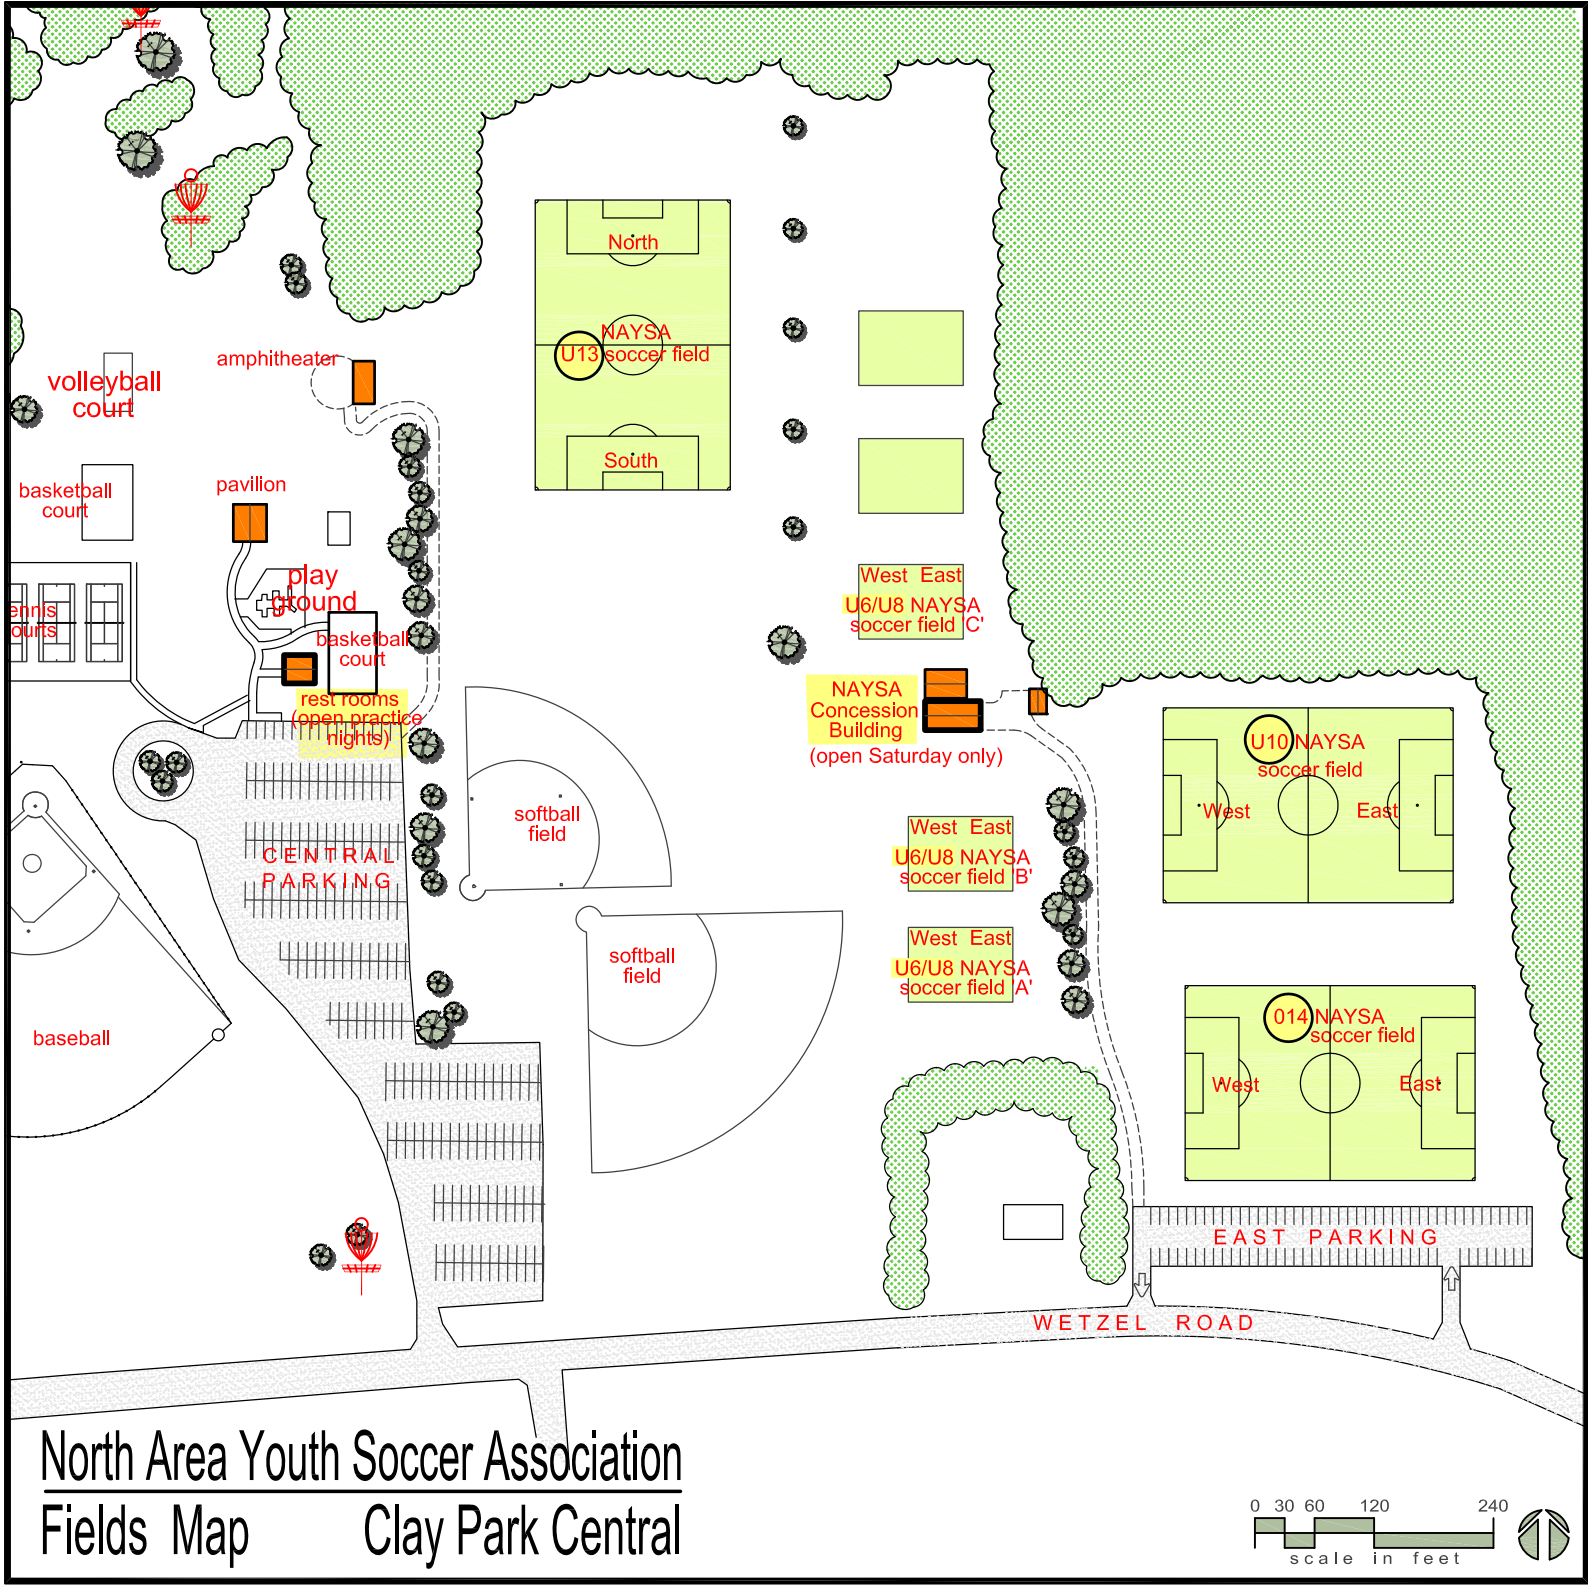 North
NAYSA
U13 soccer field
South
amphitheater
volleyball
court
basketball
court
pavilion
play
ground
ennis
ourts
basketball
court
rest rooms
(open practice
nights)
West East
U6/U8 NAYSA
soccer field 'C'
NAYSA
Concession
Building
(open Saturday only)
U10 NAYSA
soccer field
West
East
softball
field
West East
U6/U8 NAYSA
soccer field 'B'
CENTRAL
PARKING
West East
U6/U8 NAYSA
soccer field 'A'
softball
field
014 NAYSA
soccer field
West
East
baseball
EAST PARKING
WETZEL ROAD
North Area Youth Soccer Association
Fields Map Clay Park Central
0 30 60 120 240
scale in feet